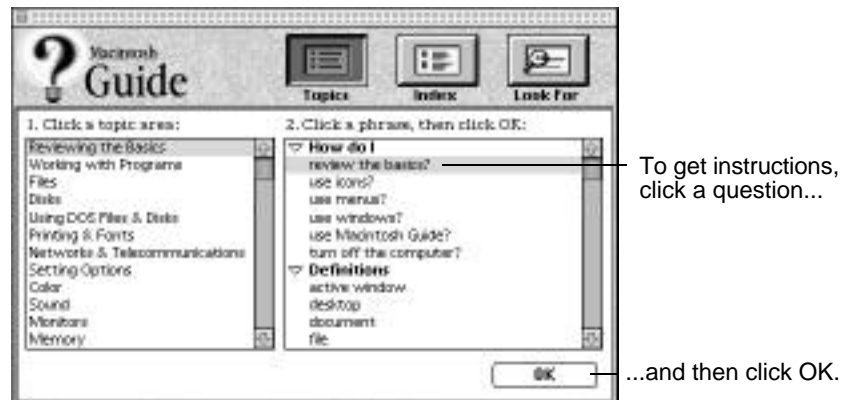 Macintosh
Guide
Topics
Index
Look For
1. Click a topic area:
Reviewing the Basics
Working with Programs
Files
Disks
Using DOS Files & Disks
Printing & Fonts
Networks & Telecommunications
Setting Options
Color
Sound
Monitors
Memory
2. Click a phrase, then click OK:
How do I
review the basics?
use icons?
use menus?
use windows?
use Macintosh Guide?
turn off the computer?
Definitions
active window
desktop
document
file
OK
To get instructions,
click a question...
...and then click OK.